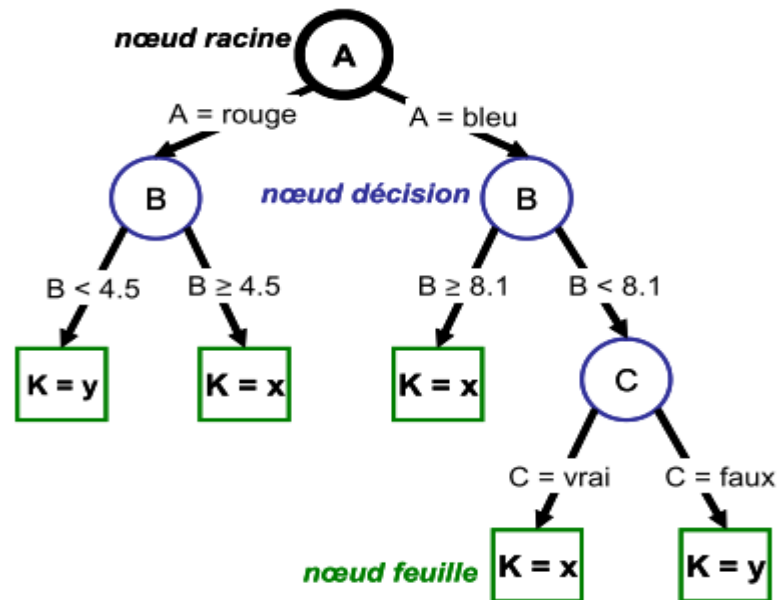 nœud racine
A
A = rouge
A = bleu
B
nœud décision
B
B < 4.5
B ≥ 4.5
B ≥ 8.1
B < 8.1
K = y
K = x
K = x
C
C = vrai
C = faux
nœud feuille
K = x
K = y